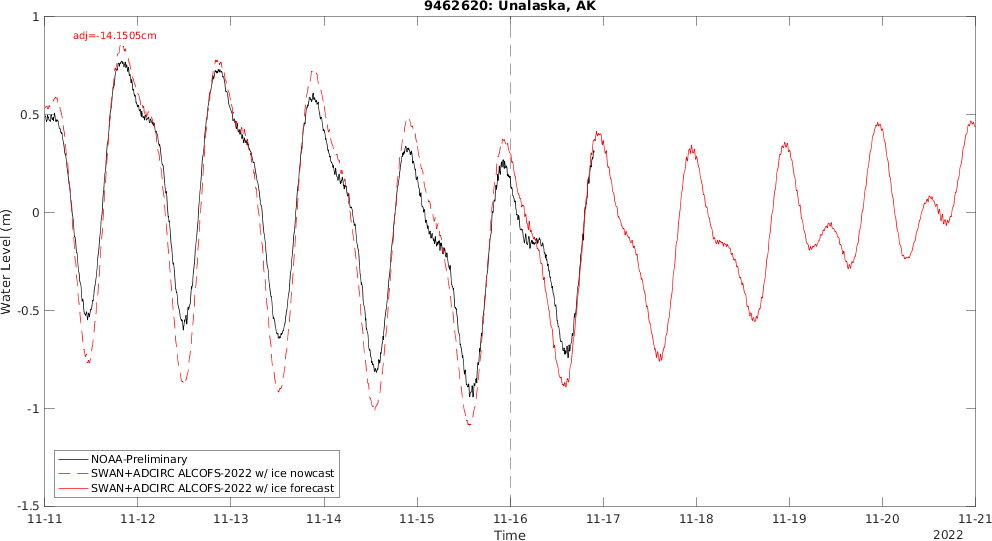 9462620: Unalaska, AK
adj=-14.1505cm
Water Level (m)
1
0.5
0
-0.5
-1
-1.5
NOAA-Preliminary
SWAN+ADCIRC ALCOFS-2022 w/ ice nowcast
SWAN+ADCIRC ALCOFS-2022 w/ ice forecast
11-11 11-12 11-13 11-14 11-15 11-16 11-17 11-18 11-19 11-20 11-21
Time
2022